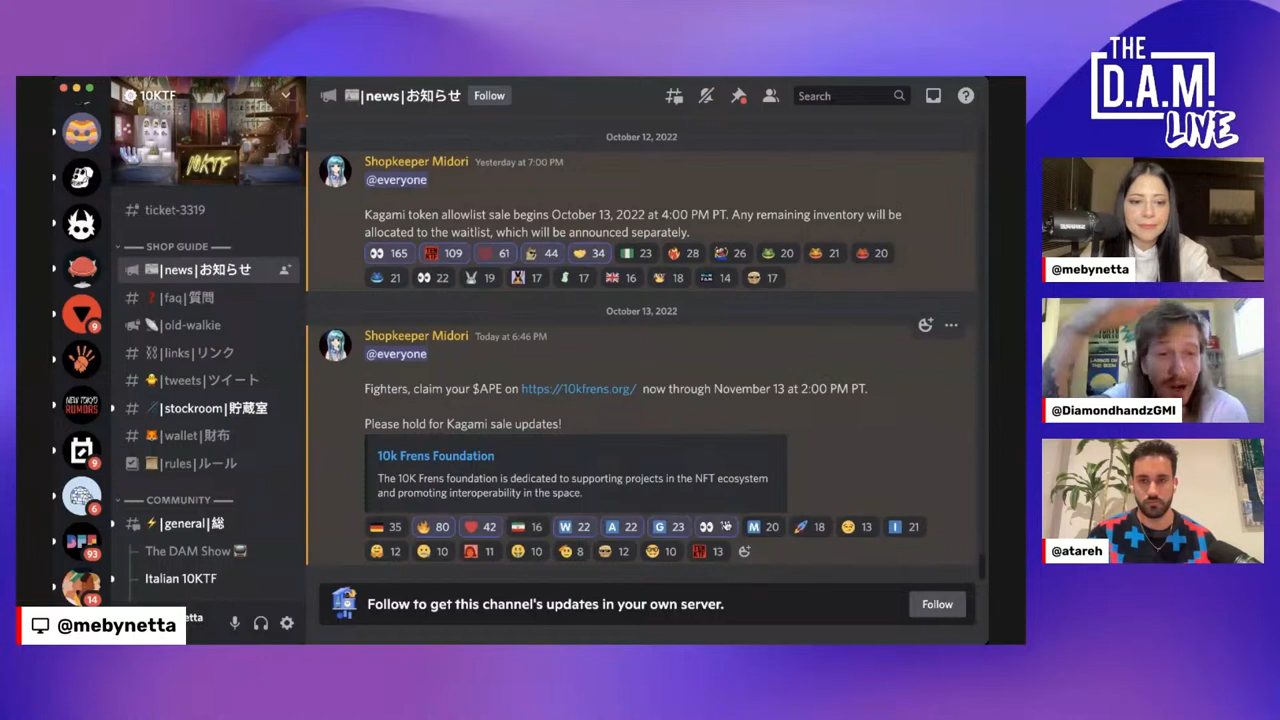 THE
D.A.M!
LIVE
10KTF
10KTF
ticket-3319
SHOP GUIDE
|news|お知らせ
❓|faq|質問
|old-walkie
|links|リンク
|tweets|ツイート
|stockroom|貯蔵室
|wallet|財布
|rules|ルール
COMMUNITY
⚡|general|総
The DAM Show
Italian 10KTF
NEW TOKYO
RUMORS
9
9
6
93
14
|news|お知らせ
Follow
Search
October 12, 2022
Shopkeeper Midori Yesterday at 7:00 PM
@everyone
Kagami token allowlist sale begins October 13, 2022 at 4:00 PM PT. Any remaining inventory will be
allocated to the waitlist, which will be announced separately.
165 109 61 44 34 23 28 26 20 21 20
21 22 19 17 17 16 18 14 17
October 13, 2022
Shopkeeper Midori Today at 6:46 PM
@everyone
Fighters, claim your $APE on https://10kfrens.org/ now through November 13 at 2:00 PM PT.
Please hold for Kagami sale updates!
10k Frens Foundation
The 10K Frens foundation is dedicated to supporting projects in the NFT ecosystem
and promoting interoperability in the space.
35 80 42 16 W 22 A 22 G 23 M 20 18 13 I 21
12 10 11 10 8 12 10 13
Follow to get this channel's updates in your own server.
Follow
etta
@mebynetta
@mebynetta
@DiamondhandzGMI
@atareh